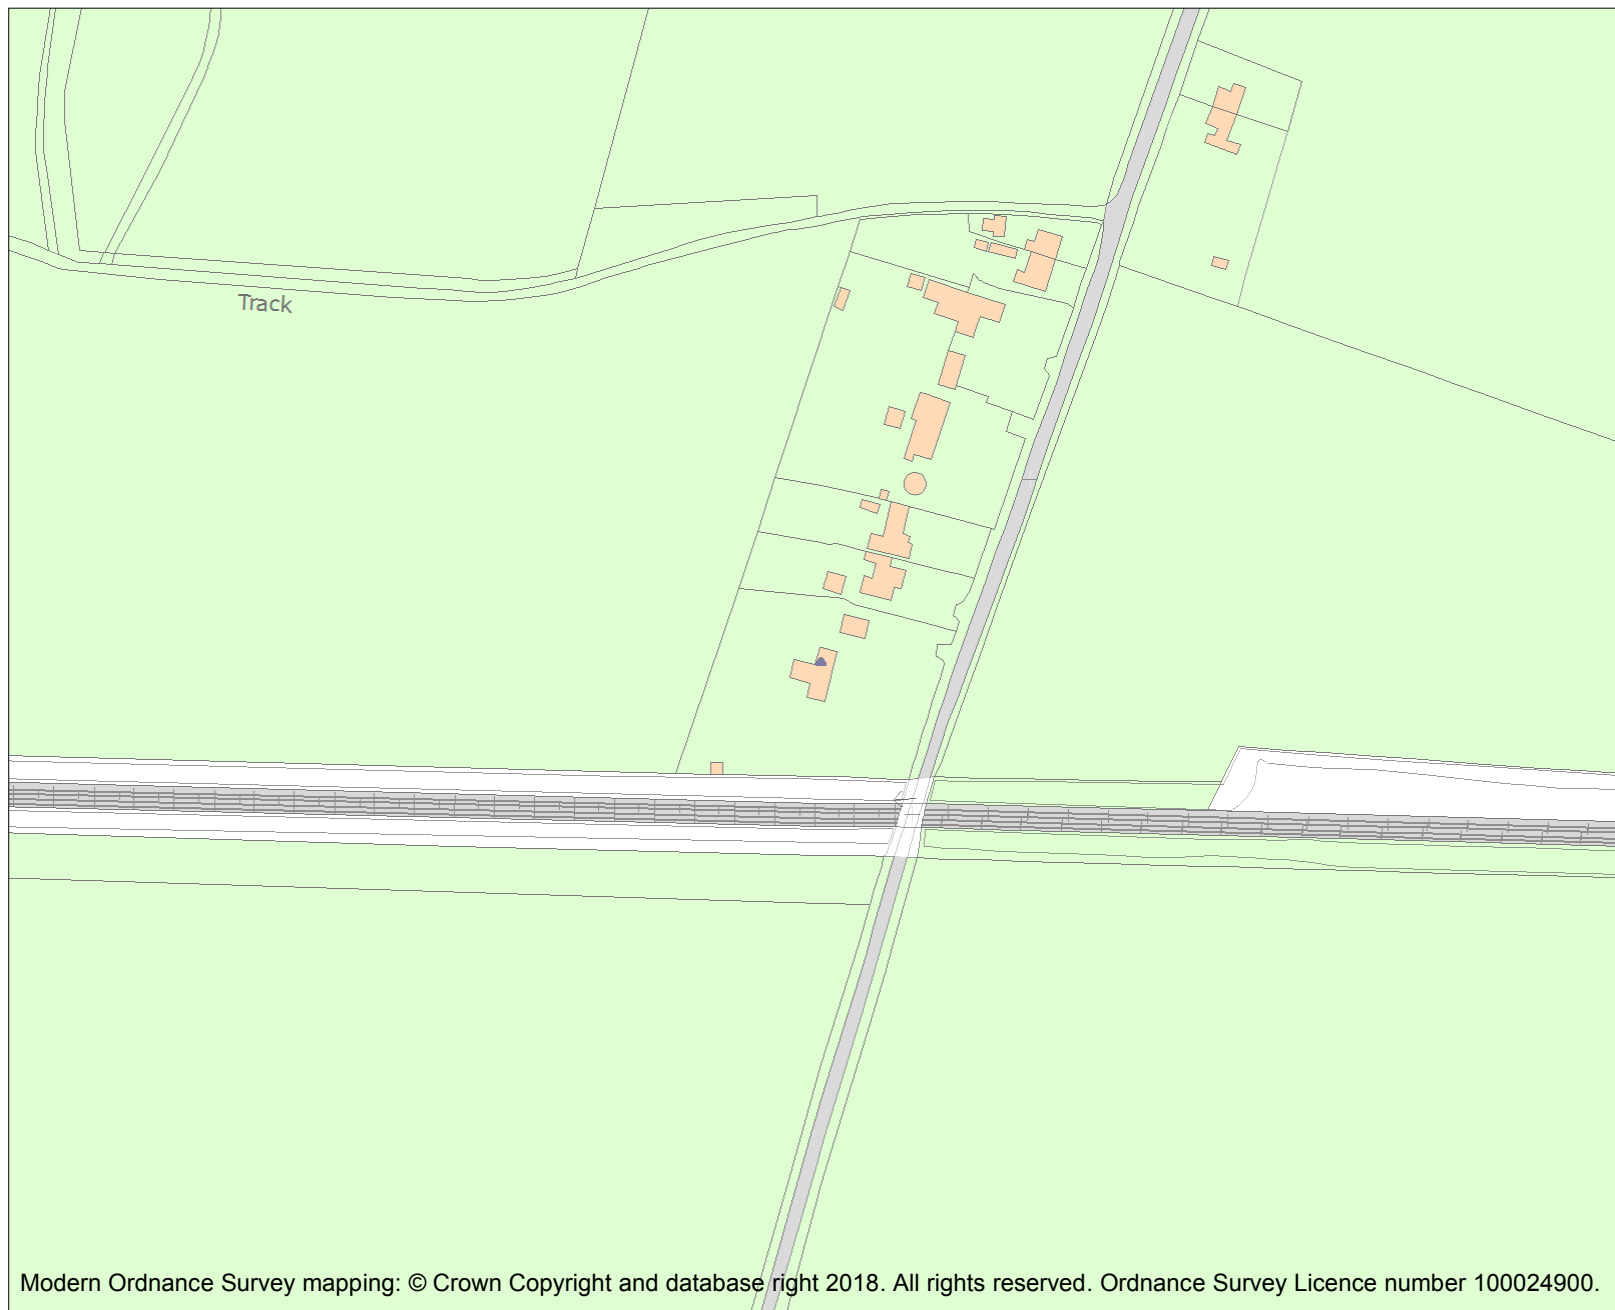 Track
Modern Ordnance Survey mapping: © Crown Copyright and database right 2018. All rights reserved. Ordnance Survey Licence number 100024900.